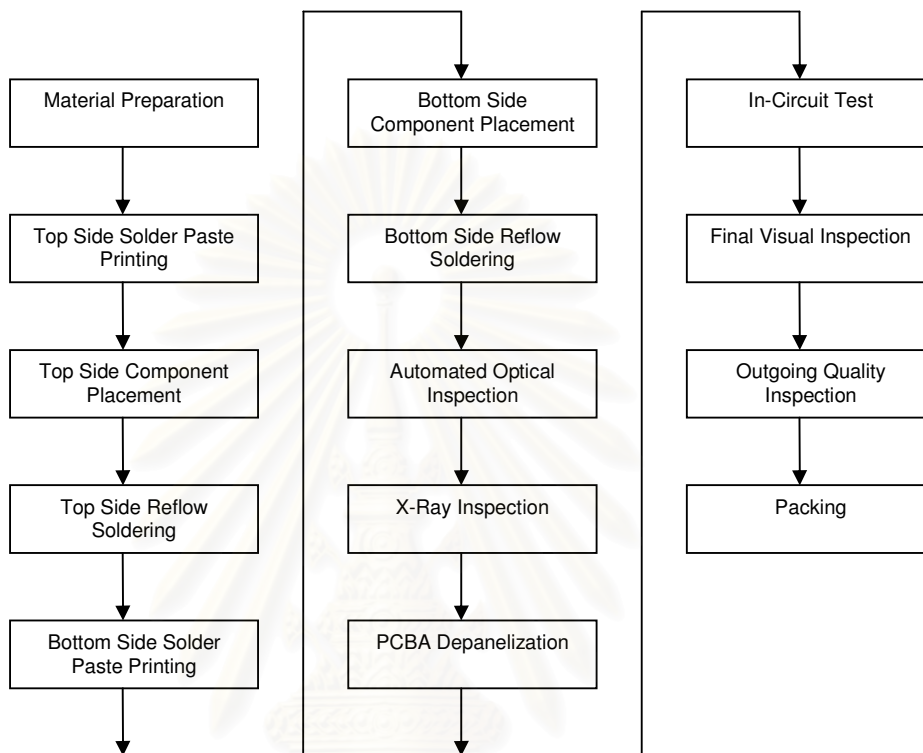 Material Preparation
Top Side Solder Paste
Printing
Top Side Component
Placement
Top Side Reflow
Soldering
Bottom Side Solder
Paste Printing
Bottom Side
Component Placement
Bottom Side Reflow
Soldering
Automated Optical
Inspection
X-Ray Inspection
PCBA Depanelization
In-Circuit Test
Final Visual Inspection
Outgoing Quality
Inspection
Packing